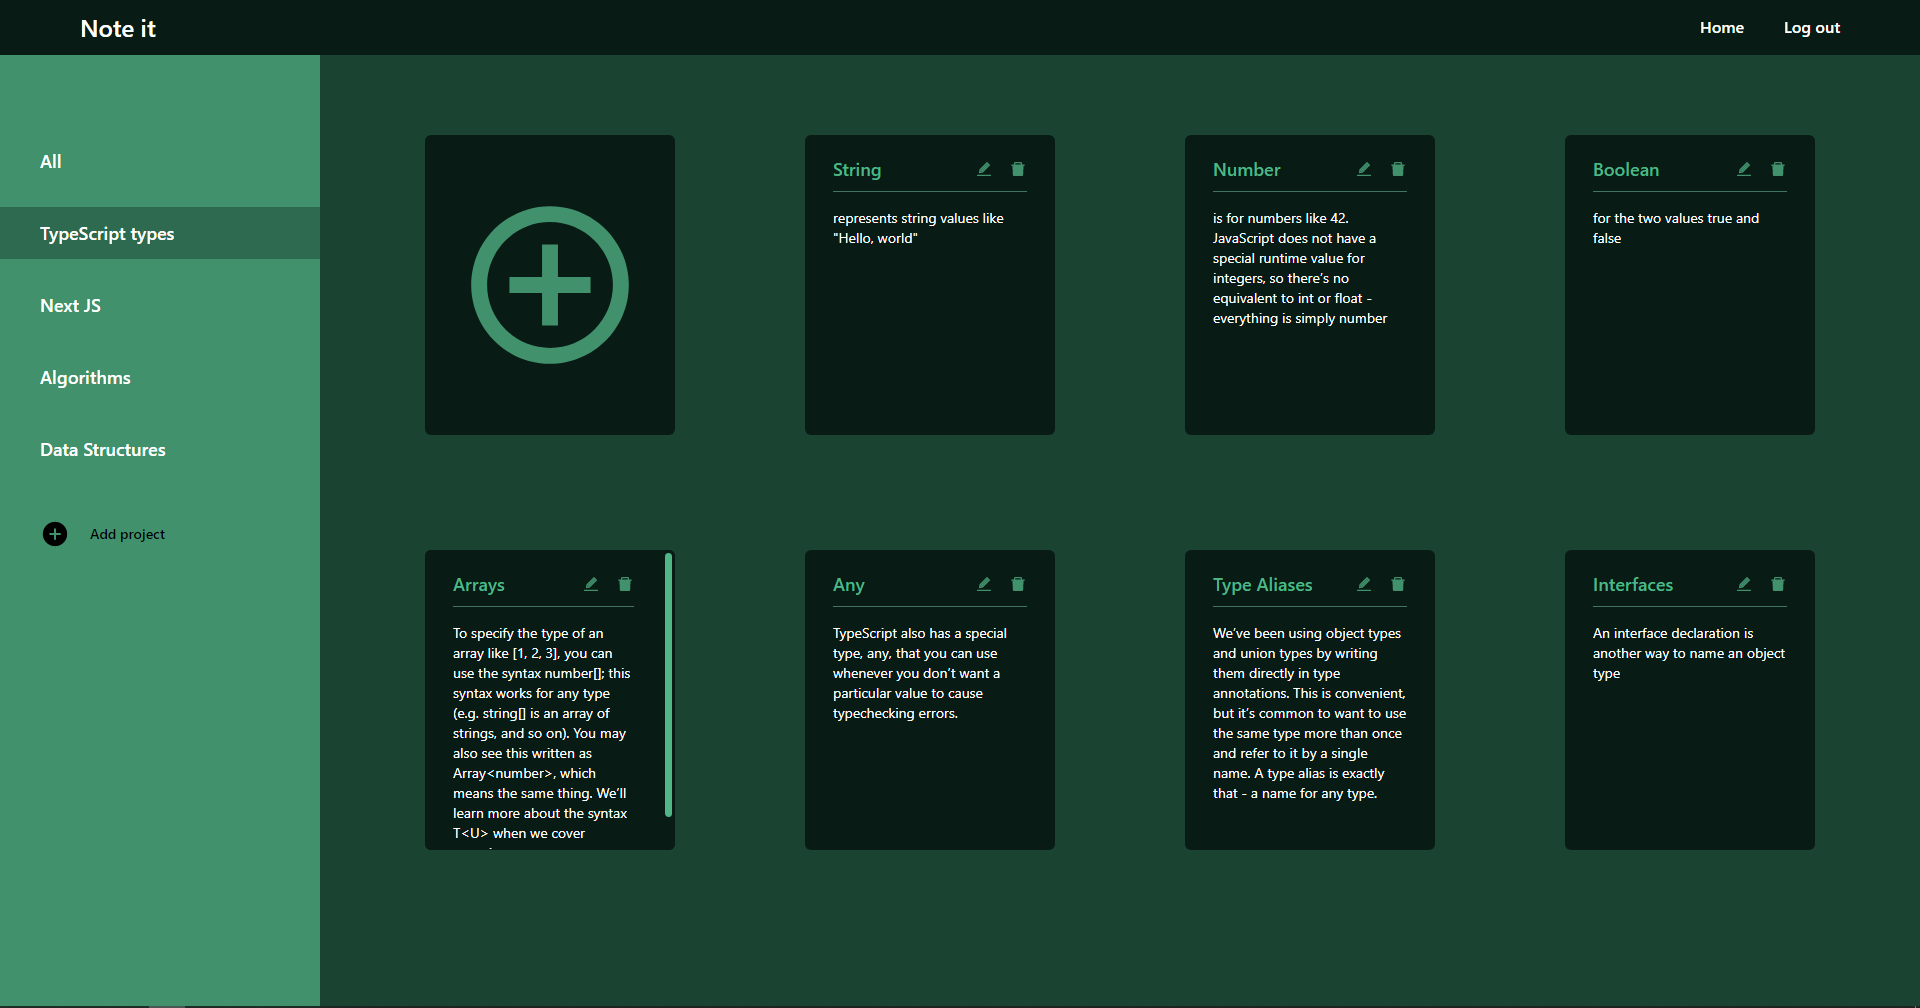 Note it
Home
Log out
All
TypeScript types
Next JS
Algorithms
Data Structures
Add project
String
represents string values like
"Hello, world"
Number
is for numbers like 42.
JavaScript does not have a
special runtime value for
integers, so there’s no
equivalent to int or float -
everything is simply number
Boolean
for the two values true and
false
Arrays
To specify the type of an
array like [1, 2, 3], you can
use the syntax number[]; this
syntax works for any type
(e.g. string[] is an array of
strings, and so on). You may
also see this written as
Array<number>, which
means the same thing. We’ll
learn more about the syntax
T<U> when we cover
Any
TypeScript also has a special
type, any, that you can use
whenever you don’t want a
particular value to cause
typechecking errors.
Type Aliases
We’ve been using object types
and union types by writing
them directly in type
annotations. This is convenient,
but it’s common to want to use
the same type more than once
and refer to it by a single
name. A type alias is exactly
that - a name for any type.
Interfaces
An interface declaration is
another way to name an object
type